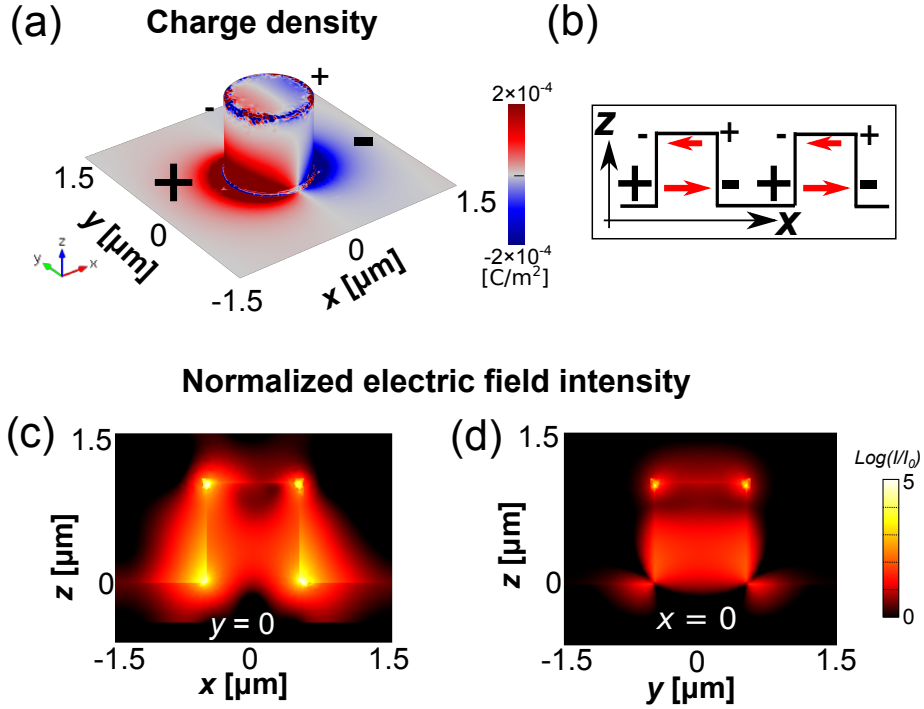 (a) Charge density
+
-
+
-
1.5
0
-1.5
y [μm]
x [μm]
0
1.5
z
y
x
2×10⁻⁴
-2×10⁻⁴
[C/m²]
(b)
z
- + - +
+ - + -
x
Normalized electric field intensity
(c)
1.5
z [μm]
0
y = 0
-1.5 0 1.5
x [μm]
(d)
1.5
z [μm]
0
x = 0
-1.5 0 1.5
y [μm]
Log(I/I₀)
5
0